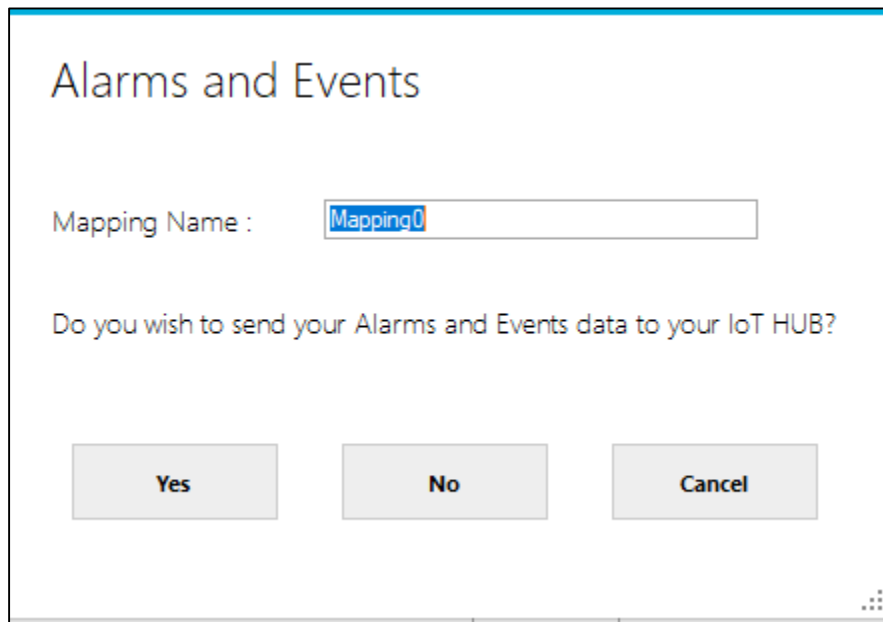 Alarms and Events
Mapping Name : Mapping0
Do you wish to send your Alarms and Events data to your IoT HUB?
Yes No Cancel